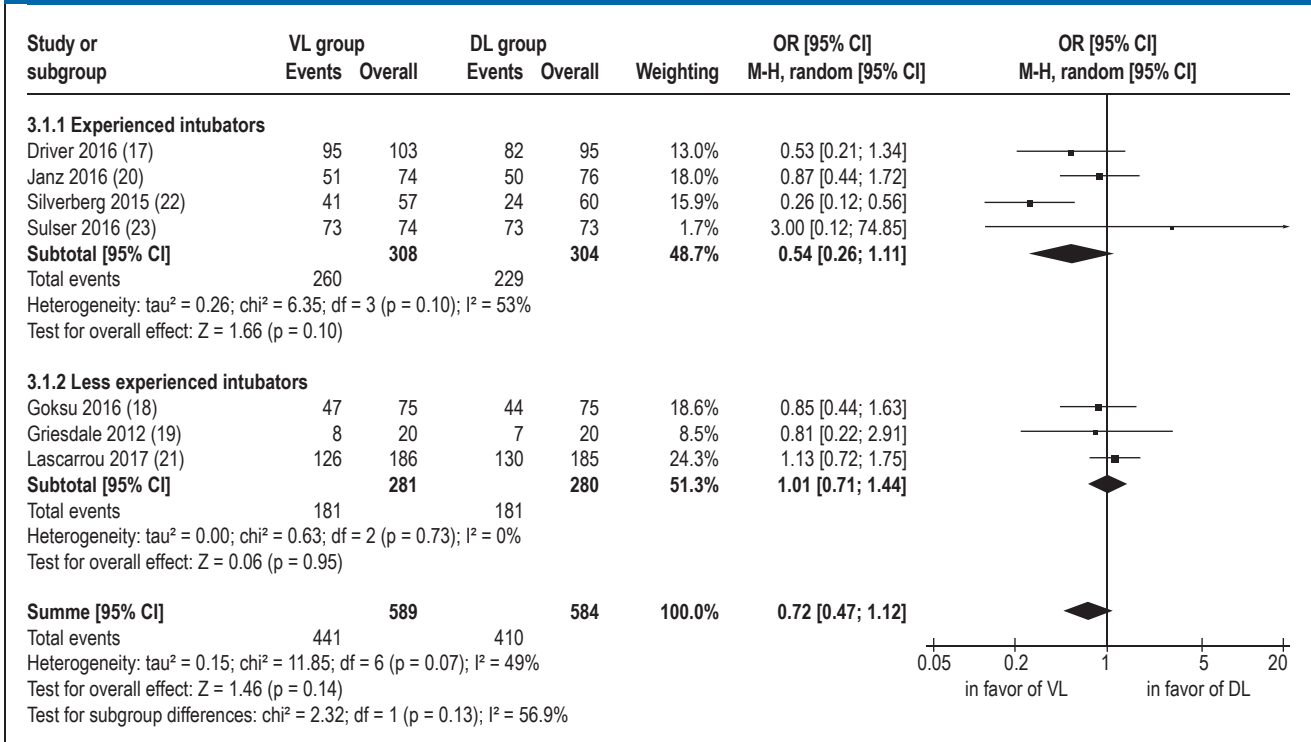 Study or subgroup VL group DL group Weighting OR [95% CI] OR [95% CI]
Events Overall Events Overall M-H, random [95% CI] M-H, random [95% CI]
3.1.1 Experienced intubators
Driver 2016 (17) 95 103 82 95 13.0% 0.53 [0.21; 1.34]
Janz 2016 (20) 51 74 50 76 18.0% 0.87 [0.44; 1.72]
Silverberg 2015 (22) 41 57 24 60 15.9% 0.26 [0.12; 0.56]
Sulser 2016 (23) 73 74 73 73 1.7% 3.00 [0.12; 74.85]
Subtotal [95% CI] 308 304 48.7% 0.54 [0.26; 1.11]
Total events 260 229
Heterogeneity: tau² = 0.26; chi² = 6.35; df = 3 (p = 0.10); I² = 53%
Test for overall effect: Z = 1.66 (p = 0.10)
3.1.2 Less experienced intubators
Goksu 2016 (18) 47 75 44 75 18.6% 0.85 [0.44; 1.63]
Griesdale 2012 (19) 8 20 7 20 8.5% 0.81 [0.22; 2.91]
Lascarrou 2017 (21) 126 186 130 185 24.3% 1.13 [0.72; 1.75]
Subtotal [95% CI] 281 280 51.3% 1.01 [0.71; 1.44]
Total events 181 181
Heterogeneity: tau² = 0.00; chi² = 0.63; df = 2 (p = 0.73); I² = 0%
Test for overall effect: Z = 0.06 (p = 0.95)
Summe [95% CI] 589 584 100.0% 0.72 [0.47; 1.12]
Total events 441 410
Heterogeneity: tau² = 0.15; chi² = 11.85; df = 6 (p = 0.07); I² = 49%
Test for overall effect: Z = 1.46 (p = 0.14)
Test for subgroup differences: chi² = 2.32; df = 1 (p = 0.13); I² = 56.9%
0.05 0.2 1 5 20
in favor of VL in favor of DL